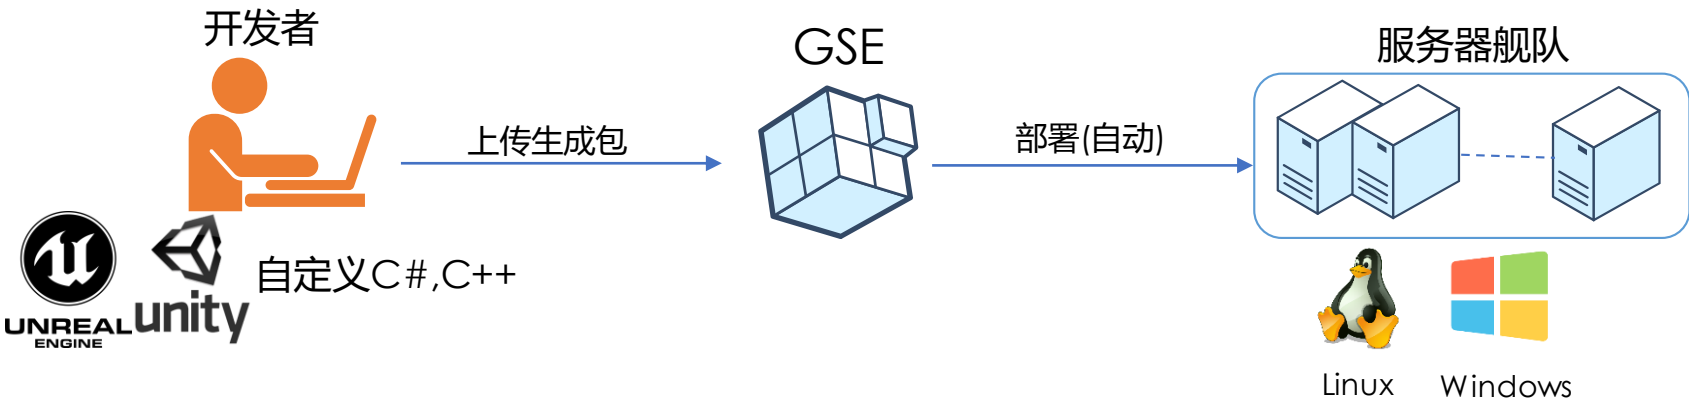 开发者
GSE
服务器舰队
上传生成包
部署(自动)
UNREAL
ENGINE
unity
自定义C#,C++
Linux
Windows